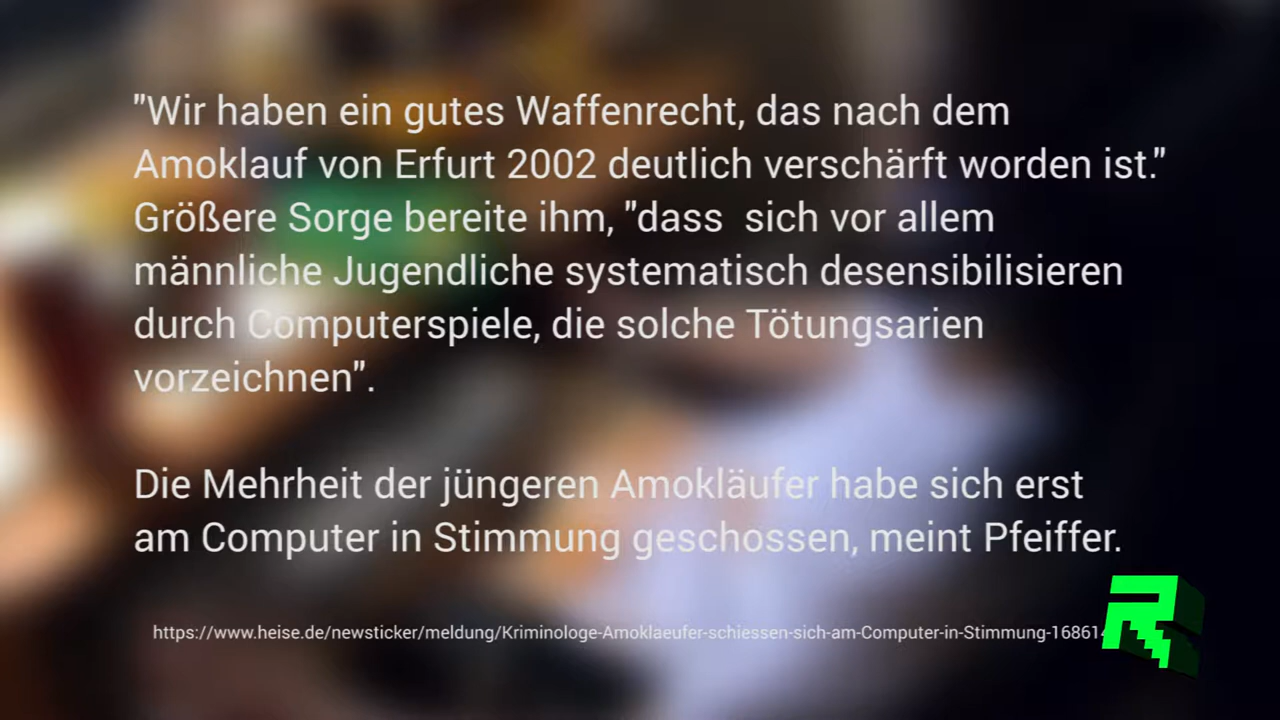 "Wir haben ein gutes Waffenrecht, das nach dem
Amoklauf von Erfurt 2002 deutlich verschärft worden ist."
Größere Sorge bereite ihm, "dass  sich vor allem
männliche Jugendliche systematisch desensibilisieren
durch Computerspiele, die solche Tötungsarien
vorzeichnen".
Die Mehrheit der jüngeren Amokläufer habe sich erst
am Computer in Stimmung geschossen, meint Pfeiffer.
https://www.heise.de/newsticker/meldung/Kriminologe-Amoklaeufer-schiessen-sich-am-Computer-in-Stimmung-168614
R